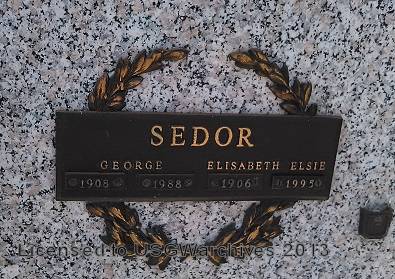 SEDOR
GEORGE ELISABETH ELSIE
1908 1988 1906 1995
Licensed to USGWarchives 2013